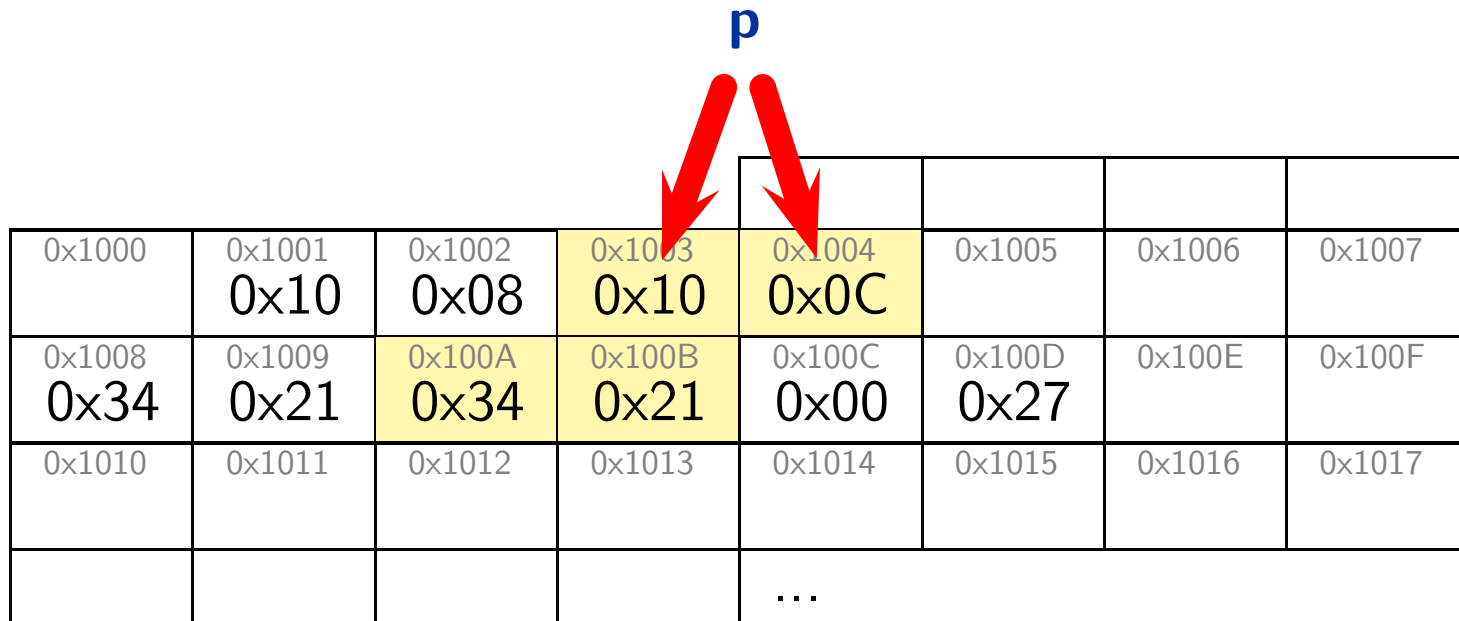 p
0x1000 0x1001 0x1002 0x1003 0x1004 0x1005 0x1006 0x1007
0x10 0x08 0x10 0x0C
0x1008 0x1009 0x100A 0x100B 0x100C 0x100D 0x100E 0x100F
0x34 0x21 0x34 0x21 0x00 0x27
0x1010 0x1011 0x1012 0x1013 0x1014 0x1015 0x1016 0x1017
...